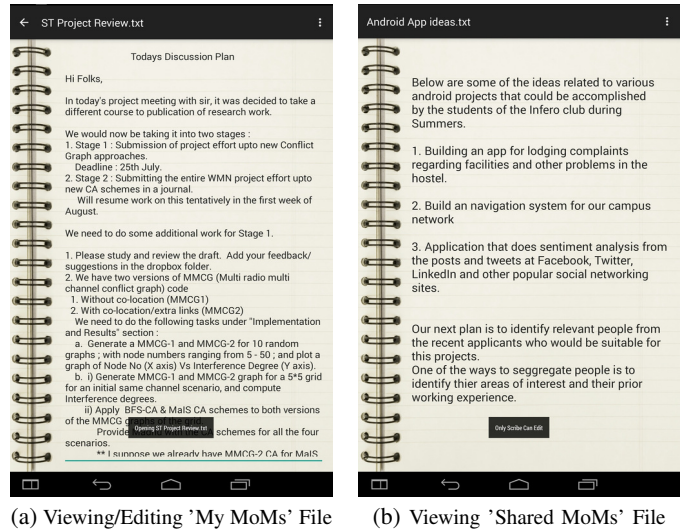 ST Project Review.txt
Todays Discussion Plan
Hi Folks,
In today's project meeting with sir, it was decided to take a
different course to publication of research work.
We would now be taking it into two stages :
1. Stage 1 : Submission of project effort upto new Conflict
Graph approaches.
Deadline : 25th July.
2. Stage 2 : Submitting the entire WMN project effort upto
new CA schemes in a journal.
Will resume work on this tentatively in the first week of
August.
We need to do some additional work for Stage 1.
1. Please study and review the draft. Add your feedback/
suggestions in the dropbox folder.
2. We have two versions of MMCG (Multi radio multi
channel conflict graph) code
1. Without co-location (MMCG1)
2. With co-location/extra links (MMCG2)
We need to do the following tasks under "Implementation
and Results" section :
a. Generate a MMCG-1 and MMCG-2 for 10 random
graphs ; with node numbers ranging from 5 - 50 ; and plot a
graph of Node No (X axis) Vs Interference Degree (Y axis).
b. i) Generate MMCG-1 and MMCG-2 graph for a 5*5 grid
for an initial same channel scenario, and compute
Interference degrees.
ii) Apply BFS-CA & MaIS CA schemes to both versions
of the MMCG
Opening ST Project Review.txt
Provide schemes for all the four
scenarios.
** I suppose we already have MMCG-2 CA for MaIS
(a) Viewing/Editing 'My MoMs' File
Android App ideas.txt
Below are some of the ideas related to various
android projects that could be accomplished
by the students of the Infero club during
Summers.
1. Building an app for lodging complaints
regarding facilities and other problems in the
hostel.
2. Build an navigation system for our campus
network
3. Application that does sentiment analysis from
the posts and tweets at Facebook, Twitter,
LinkedIn and other popular social networking
sites.
Our next plan is to identify relevant people from
the recent applicants who would be suitable for
this projects.
One of the ways to seggregate people is to
identify thier areas of interest and their prior
working experience.
Only Scribe Can Edit
(b) Viewing 'Shared MoMs' File